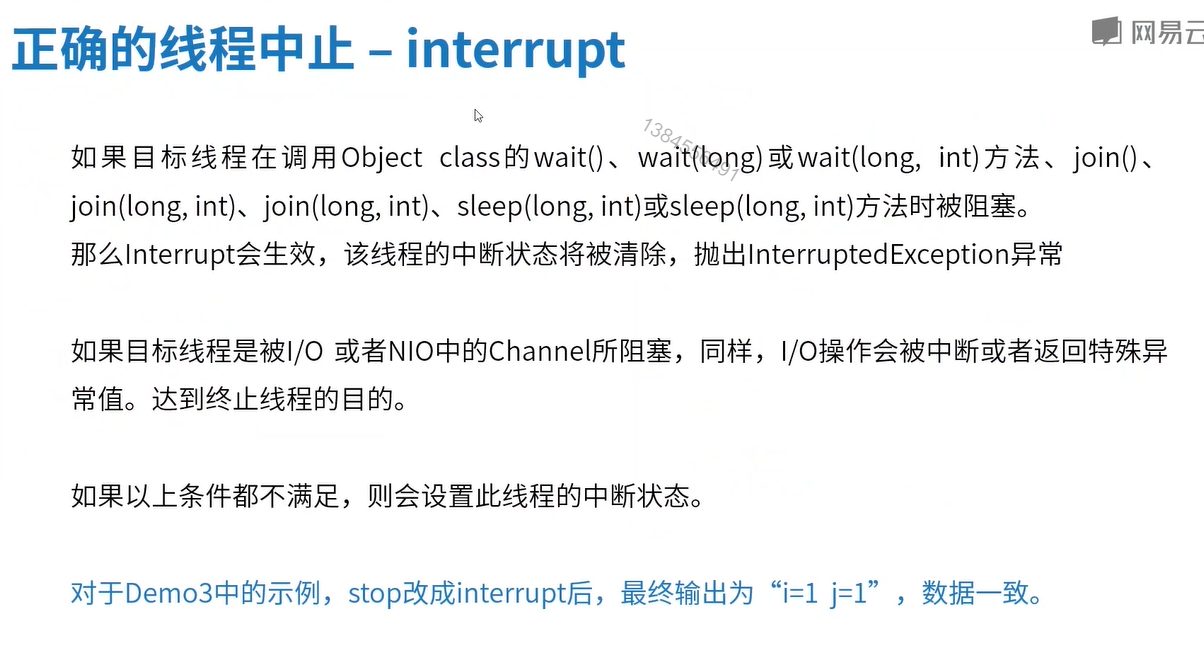 正确的线程中止 – interrupt
网易云
如果目标线程在调用Object class的wait()、wait(long)或wait(long, int)方法、join()、
join(long, int)、join(long, int)、sleep(long, int)或sleep(long, int)方法时被阻塞。
那么Interrupt会生效，该线程的中断状态将被清除，抛出InterruptedException异常
如果目标线程是被I/O 或者NIO中的Channel所阻塞，同样，I/O操作会被中断或者返回特殊异
常值。达到终止线程的目的。
如果以上条件都不满足，则会设置此线程的中断状态。
对于Demo3中的示例，stop改成interrupt后，最终输出为“i=1 j=1”，数据一致。